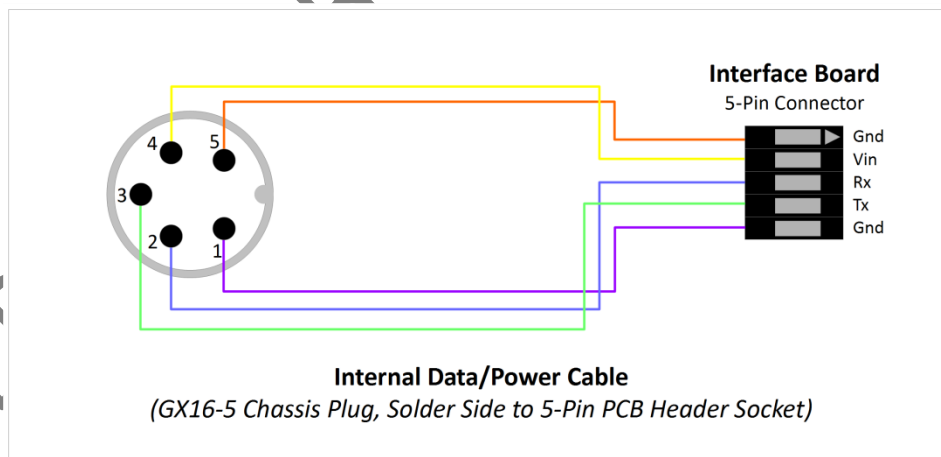 Interface Board
5-Pin Connector
4
5
3
2
1
Gnd
Vin
Rx
Tx
Gnd
Internal Data/Power Cable
(GX16-5 Chassis Plug, Solder Side to 5-Pin PCB Header Socket)